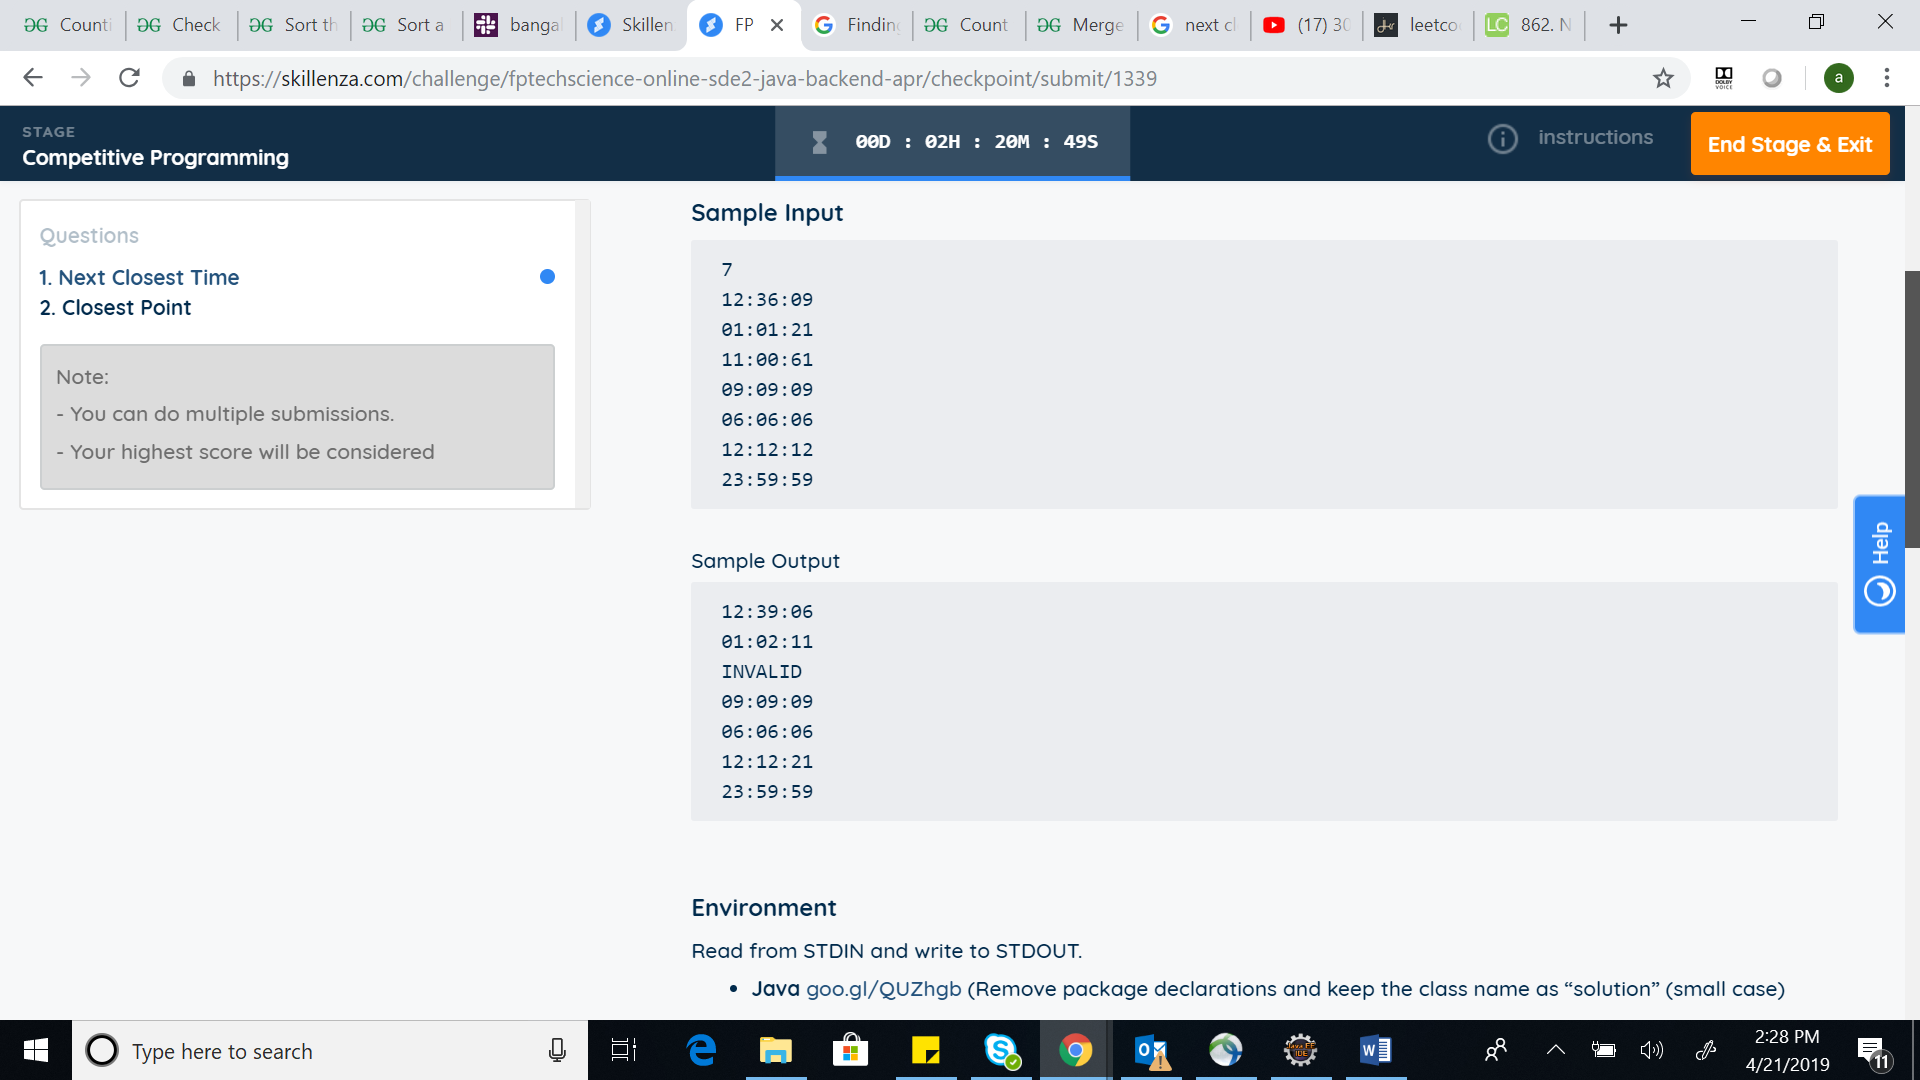 Counti
Check
Sort th
Sort a
bangal
Skillen
FP
Finding
Count
Merge
next cl
(17) 30
leetco
LC
862. N
https://skillenza.com/challenge/fptechscience-online-sde2-java-backend-apr/checkpoint/submit/1339
DOLBY
VOICE
a
STAGE
Competitive Programming
00D : 02H : 20M : 49S
instructions
End Stage & Exit
Questions
1. Next Closest Time
2. Closest Point
Note:
- You can do multiple submissions.
- Your highest score will be considered
Sample Input
7
12:36:09
01:01:21
11:00:61
09:09:09
06:06:06
12:12:12
23:59:59
Sample Output
12:39:06
01:02:11
INVALID
09:09:09
06:06:06
12:12:21
23:59:59
Help
Environment
Read from STDIN and write to STDOUT.
• Java goo.gl/QUZhgb (Remove package declarations and keep the class name as “solution” (small case)
Type here to search
2:28 PM
4/21/2019
11